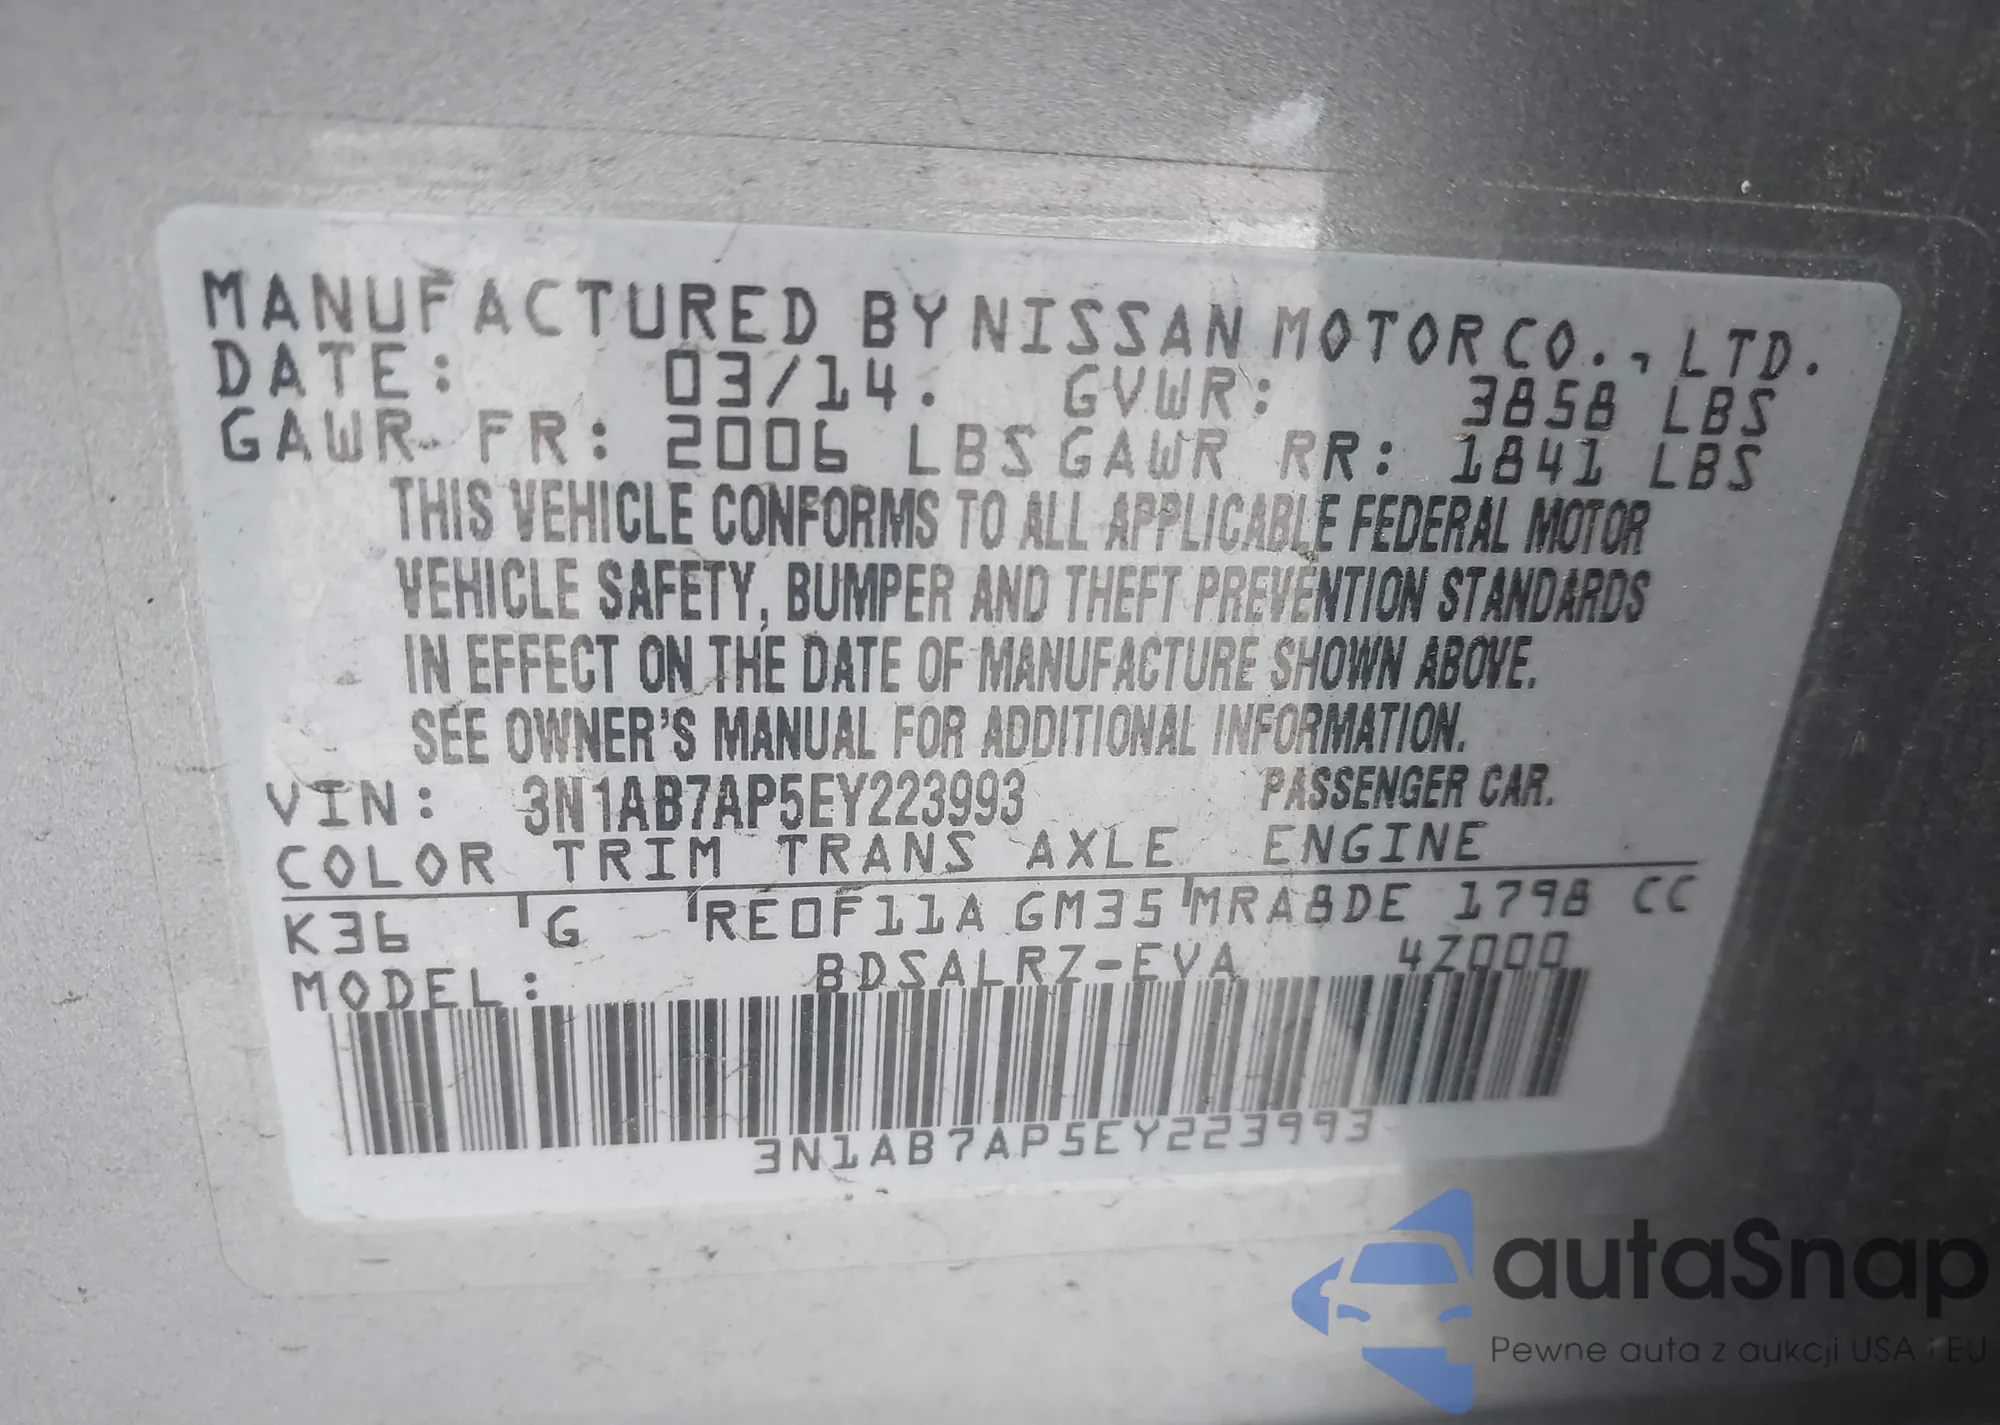 MANUFACTURED BY NISSAN MOTOR CO., LTD.
DATE: 03/14. GVWR: 3858 LBS
GAWR FR: 2006 LBS GAWR RR: 1841 LBS
THIS VEHICLE CONFORMS TO ALL APPLICABLE FEDERAL MOTOR
VEHICLE SAFETY, BUMPER AND THEFT PREVENTION STANDARDS
IN EFFECT ON THE DATE OF MANUFACTURE SHOWN ABOVE.
SEE OWNER'S MANUAL FOR ADDITIONAL INFORMATION.
VIN: 3N1AB7AP5EY223993 PASSENGER CAR.
COLOR TRIM TRANS AXLE ENGINE
K36 G RE0F11A GM35 MRA8DE 1798 CC
MODEL: BDSALRZ-EVA 4Z000
3N1AB7AP5EY223993
autaSnap
Pewne auta z aukcji USA i EU